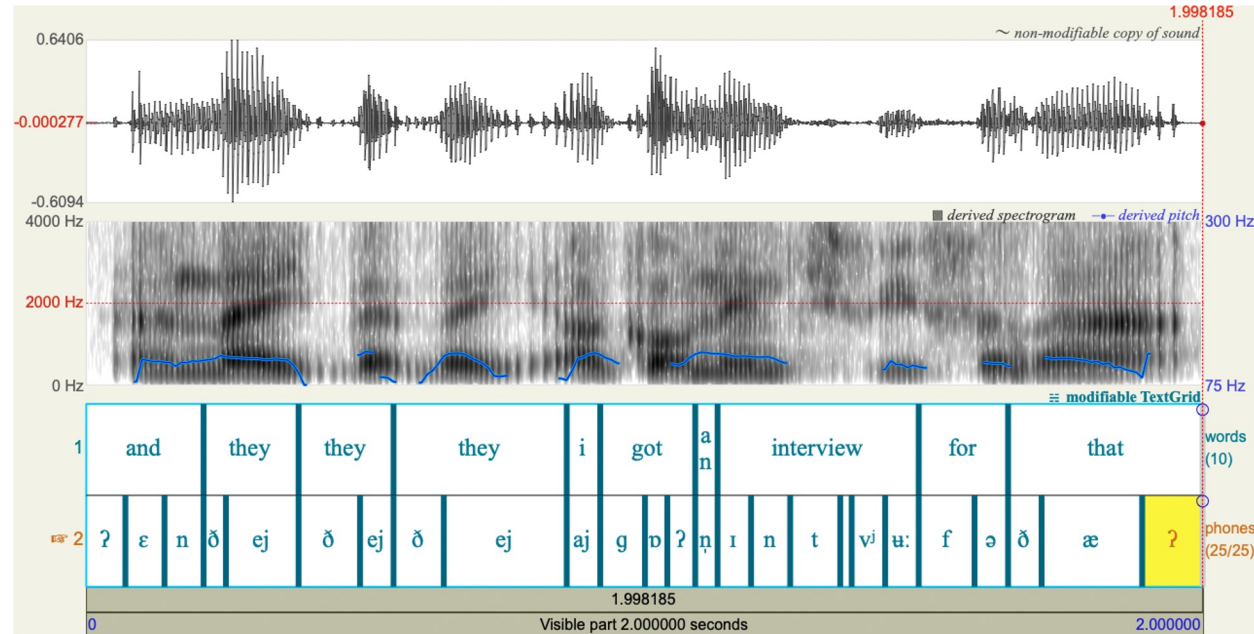 1.998185
~ non-modifiable copy of sound
0.6406
-0.000277
-0.6094
derived spectrogram derived pitch
4000 Hz 300 Hz
2000 Hz
0 Hz 75 Hz
modifiable TextGrid
1 and they they they i got an interview for that words (10)
2 ʔ ɛ n ð ej ð ej ð ej aj ɡ ɒ ʔ n̩ ɪ n t vʲ ʉː f ə ð æ ʔ phones (25/25)
1.998185
0 Visible part 2.000000 seconds 2.000000